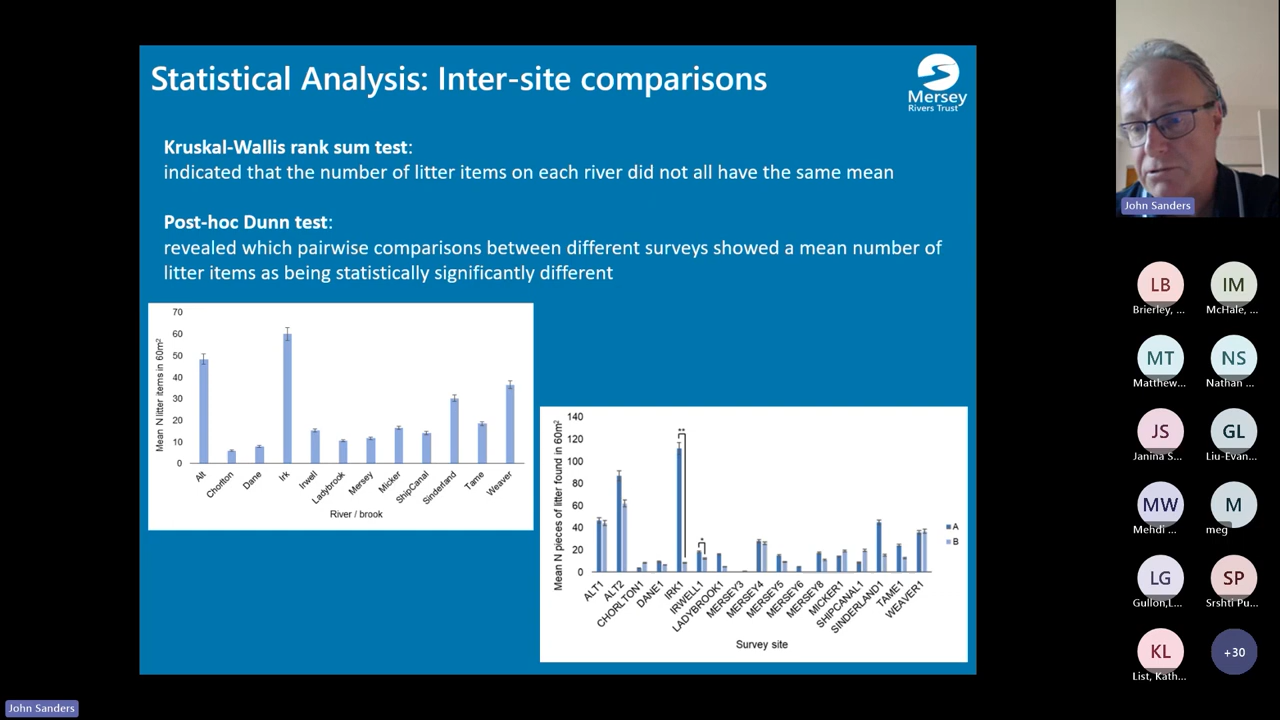 Statistical Analysis: Inter-site comparisons
Mersey
Rivers Trust
Kruskal-Wallis rank sum test:
indicated that the number of litter items on each river did not all have the same mean
Post-hoc Dunn test:
revealed which pairwise comparisons between different surveys showed a mean number of
litter items as being statistically significantly different
Mean N litter items in 60m²
70
60
50
40
30
20
10
0
Alt
Chorlton
Dane
Irk
Irwell
Ladybrook
Mersey
Micker
ShipCanal
Sinderland
Tame
Weaver
River / brook
Mean N pieces of litter found in 60m²
140
120
100
80
60
40
20
0
**
*
A
B
ALT1
ALT2
CHORLTON1
DANE1
IRK1
IRWELL1
LADYBROOK1
MERSEY3
MERSEY4
MERSEY5
MERSEY6
MERSEY8
MICKER1
SHIPCANAL1
SINDERLAND1
TAME1
WEAVER1
Survey site
John Sanders
LB
Brierley, ...
IM
McHale, ...
MT
Matthew...
NS
Nathan ...
JS
Janina S...
GL
Liu-Evan...
MW
Mehdi ...
M
meg
LG
Gullon,L...
SP
Srshti Pu...
KL
List, Kath...
+30
John Sanders